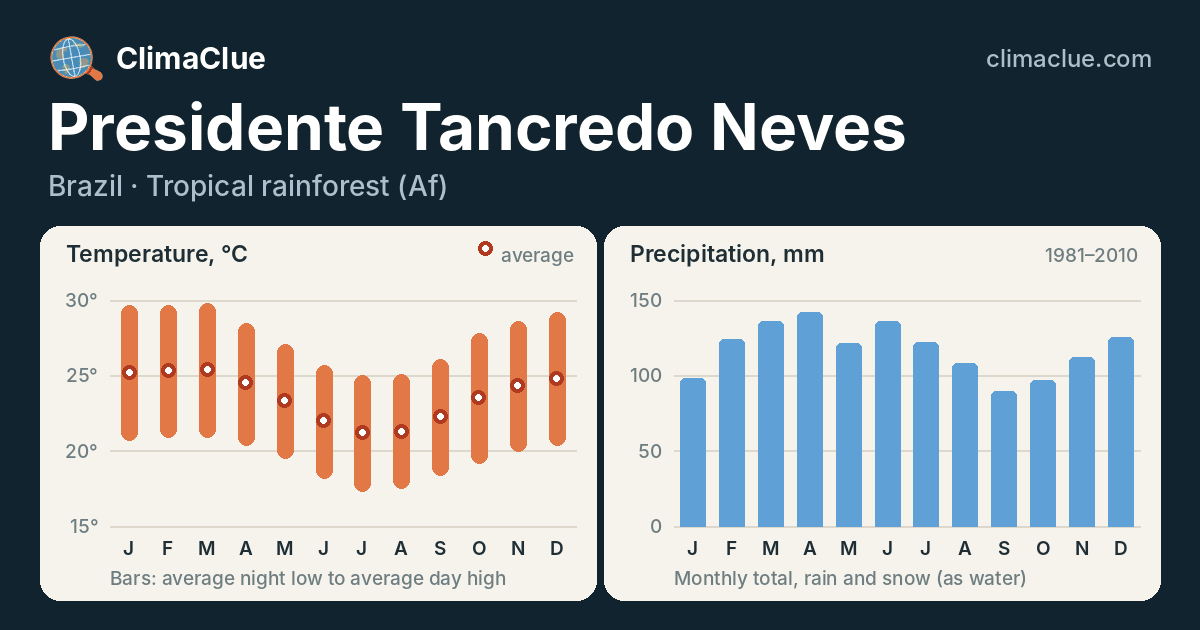 ClimaClue
climaclue.com
Presidente Tancredo Neves
Brazil · Tropical rainforest (Af)
Temperature, °C
average
30°
25°
20°
15°
J F M A M J J A S O N D
Bars: average night low to average day high
Precipitation, mm
1981–2010
150
100
50
0
J F M A M J J A S O N D
Monthly total, rain and snow (as water)